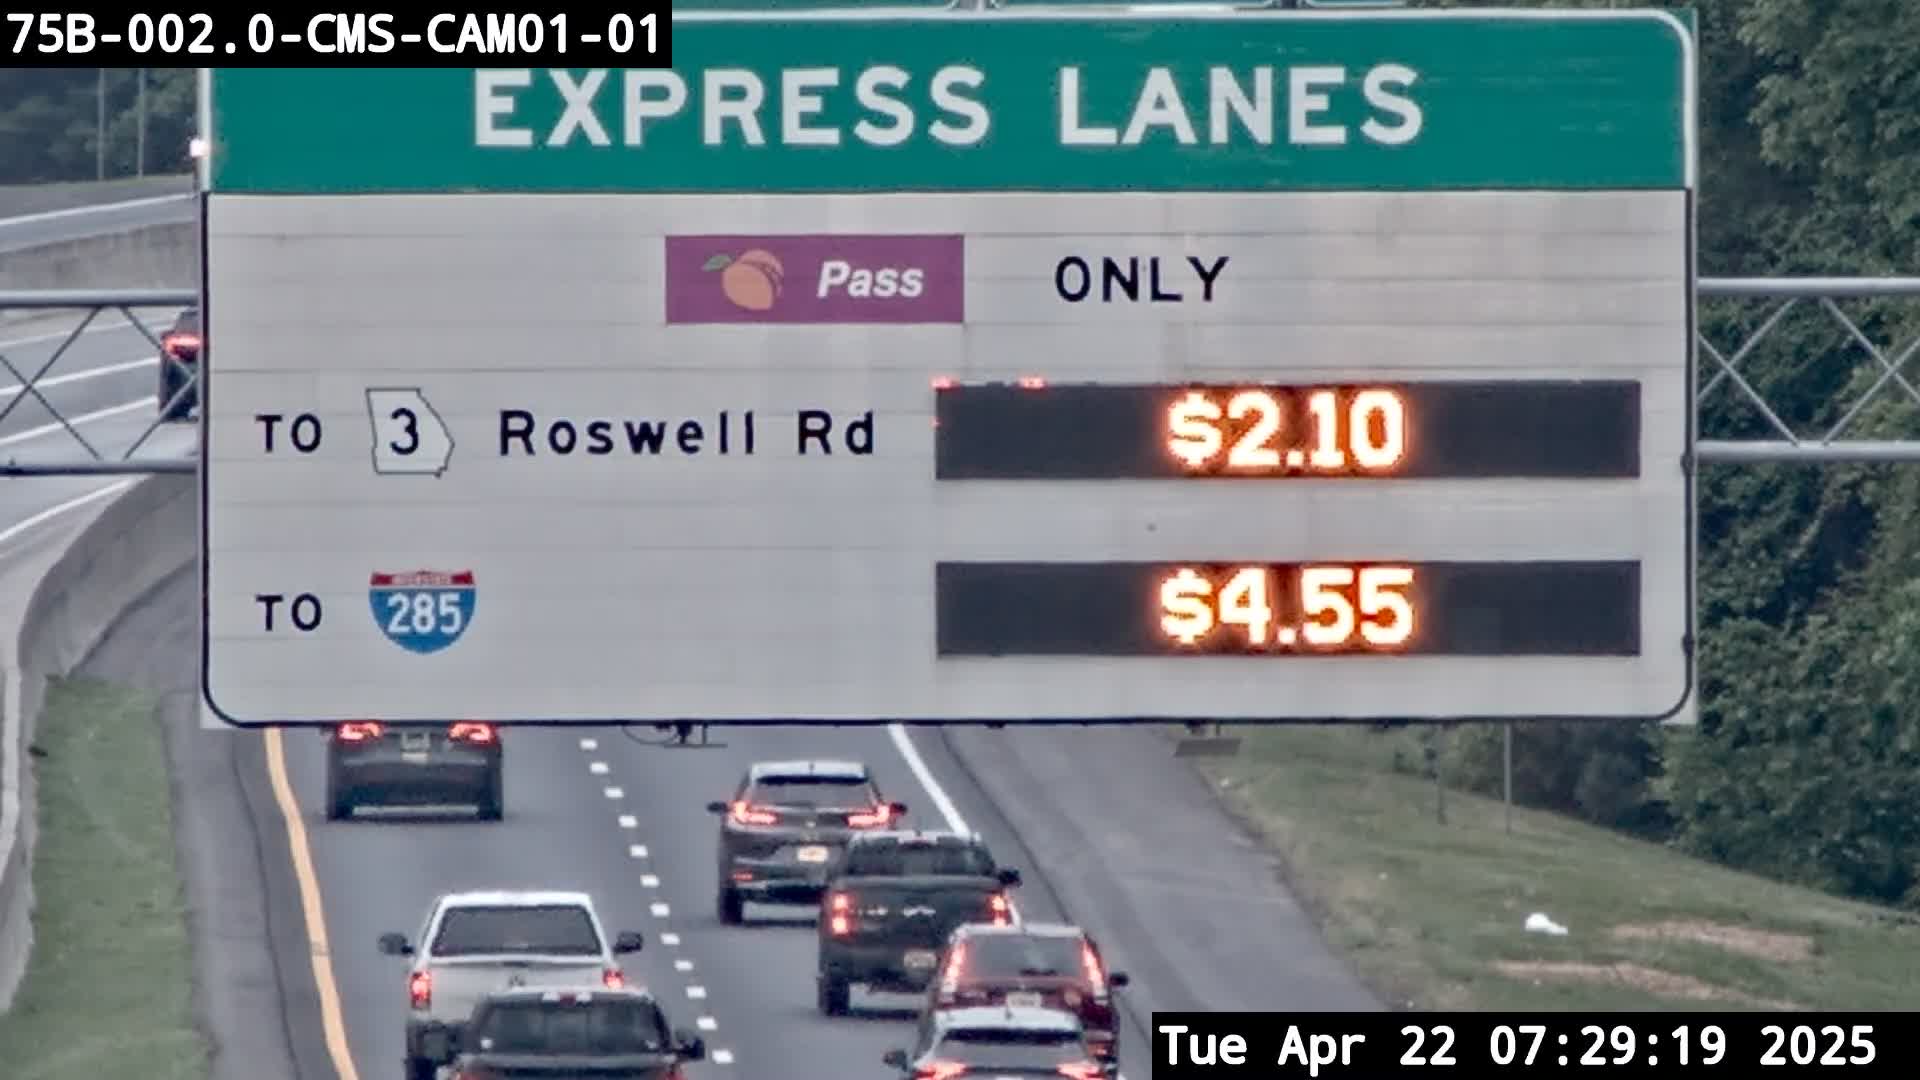 75B-002.0-CMS-CAM01-01
EXPRESS LANES
Pass ONLY
TO 3 Roswell Rd $2.10
TO 285 $4.55
Tue Apr 22 07:29:19 2025